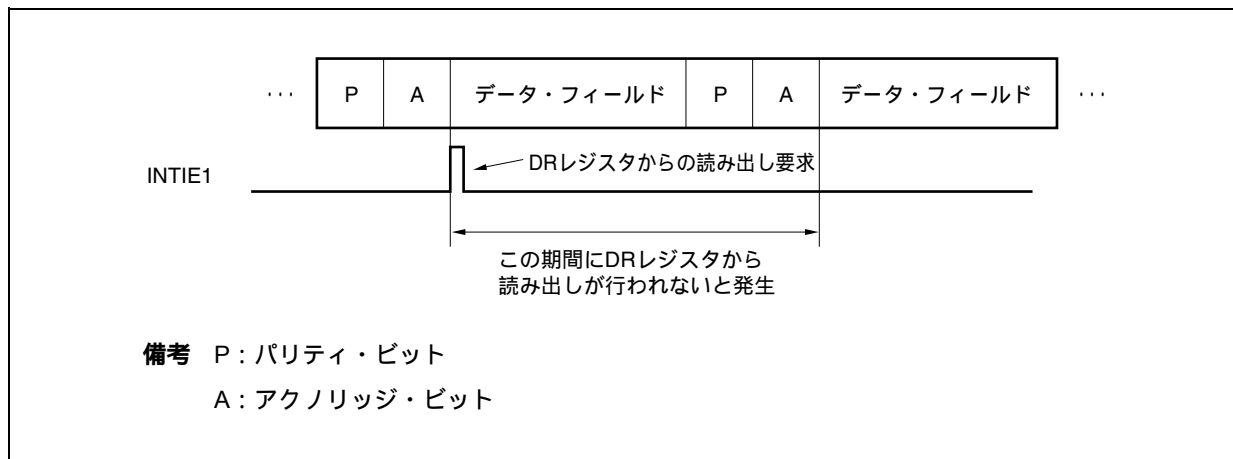 ··· P A データ・フィールド P A データ・フィールド ···
INTIE1
DRレジスタからの読み出し要求
この期間にDRレジスタから
読み出しが行われないと発生
備考 P：パリティ・ビット
A：アクノリッジ・ビット